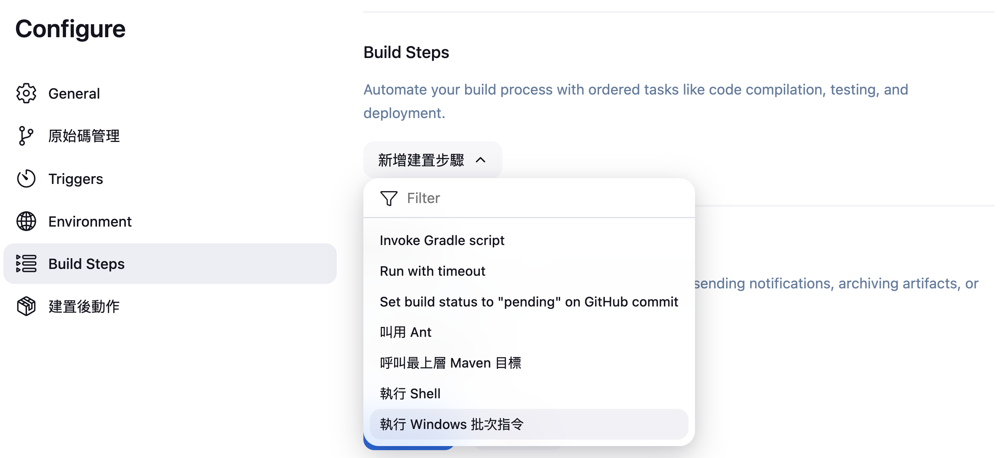 Configure
General
原始碼管理
Triggers
Environment
Build Steps
建置後動作
Build Steps
Automate your build process with ordered tasks like code compilation, testing, and
deployment.
新增建置步驟
Filter
Invoke Gradle script
Run with timeout
Set build status to "pending" on GitHub commit
叫用 Ant
呼叫最上層 Maven 目標
執行 Shell
執行 Windows 批次指令
sending notifications, archiving artifacts, or